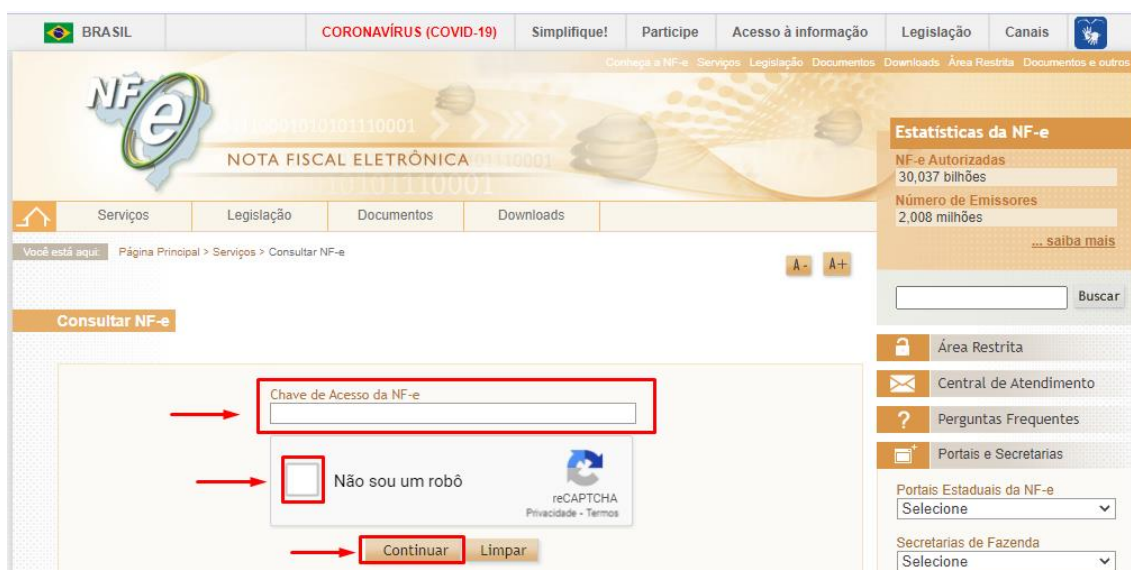 BRASIL CORONAVÍRUS (COVID-19) Simplifique! Participe Acesso à informação Legislação Canais
Conheça a NF-e Serviços Legislação Documentos Downloads Área Restrita Documentos e outros
NF e
NOTA FISCAL ELETRÔNICA
Estatísticas da NF-e
NF-e Autorizadas
30,037 bilhões
Número de Emissores
2,008 milhões
... saiba mais
Serviços Legislação Documentos Downloads
Você está aqui: Página Principal > Serviços > Consultar NF-e
A- A+
Buscar
Consultar NF-e
Área Restrita
Central de Atendimento
Perguntas Frequentes
Portais e Secretarias
Portais Estaduais da NF-e
Selecione
Secretarias de Fazenda
Selecione
Chave de Acesso da NF-e
Não sou um robô
reCAPTCHA
Privacidade - Termos
Continuar Limpar